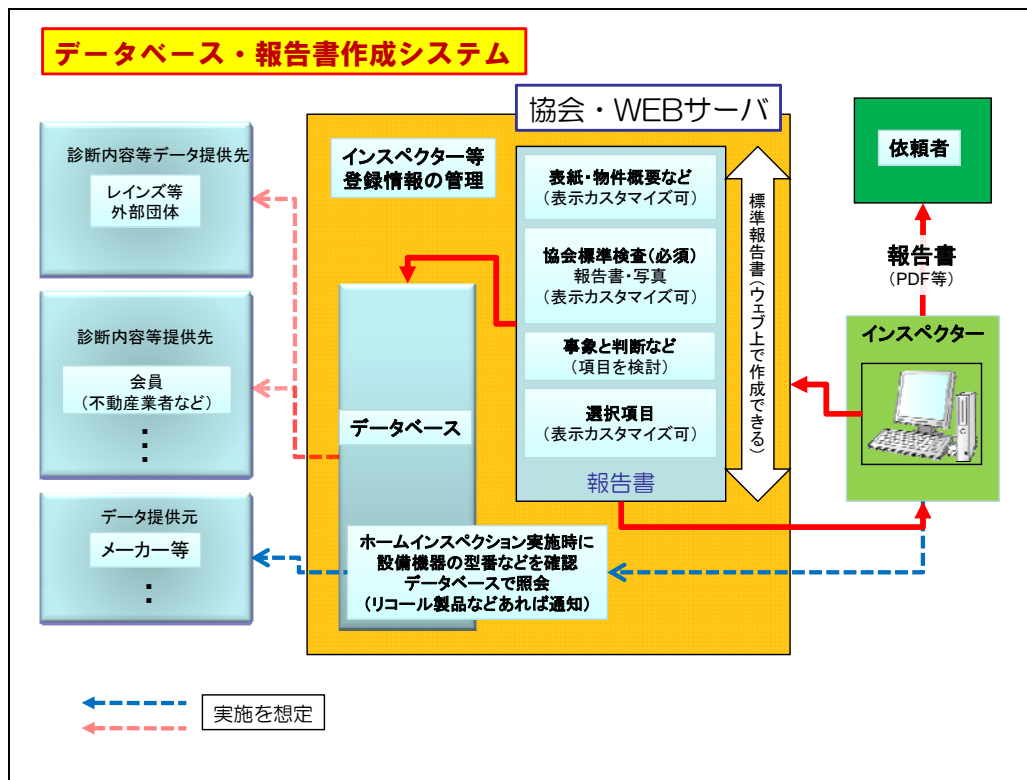 データベース・報告書作成システム
協会・WEBサーバ
診断内容等データ提供先
レインズ等
外部団体
診断内容等提供先
会員
(不動産業者など)
・
・
・
データ提供元
メーカー等
・
・
インスペクター等
登録情報の管理
データベース
表紙・物件概要など
(表示カスタマイズ可)
協会標準検査(必須)
報告書・写真
(表示カスタマイズ可)
事象と判断など
(項目を検討)
選択項目
(表示カスタマイズ可)
報告書
標準報告書(ウェブ上で作成できる)
ホームインスペクション実施時に
設備機器の型番などを確認
データベースで照会
(リコール製品などあれば通知)
依頼者
報告書
(PDF等)
インスペクター
実施を想定